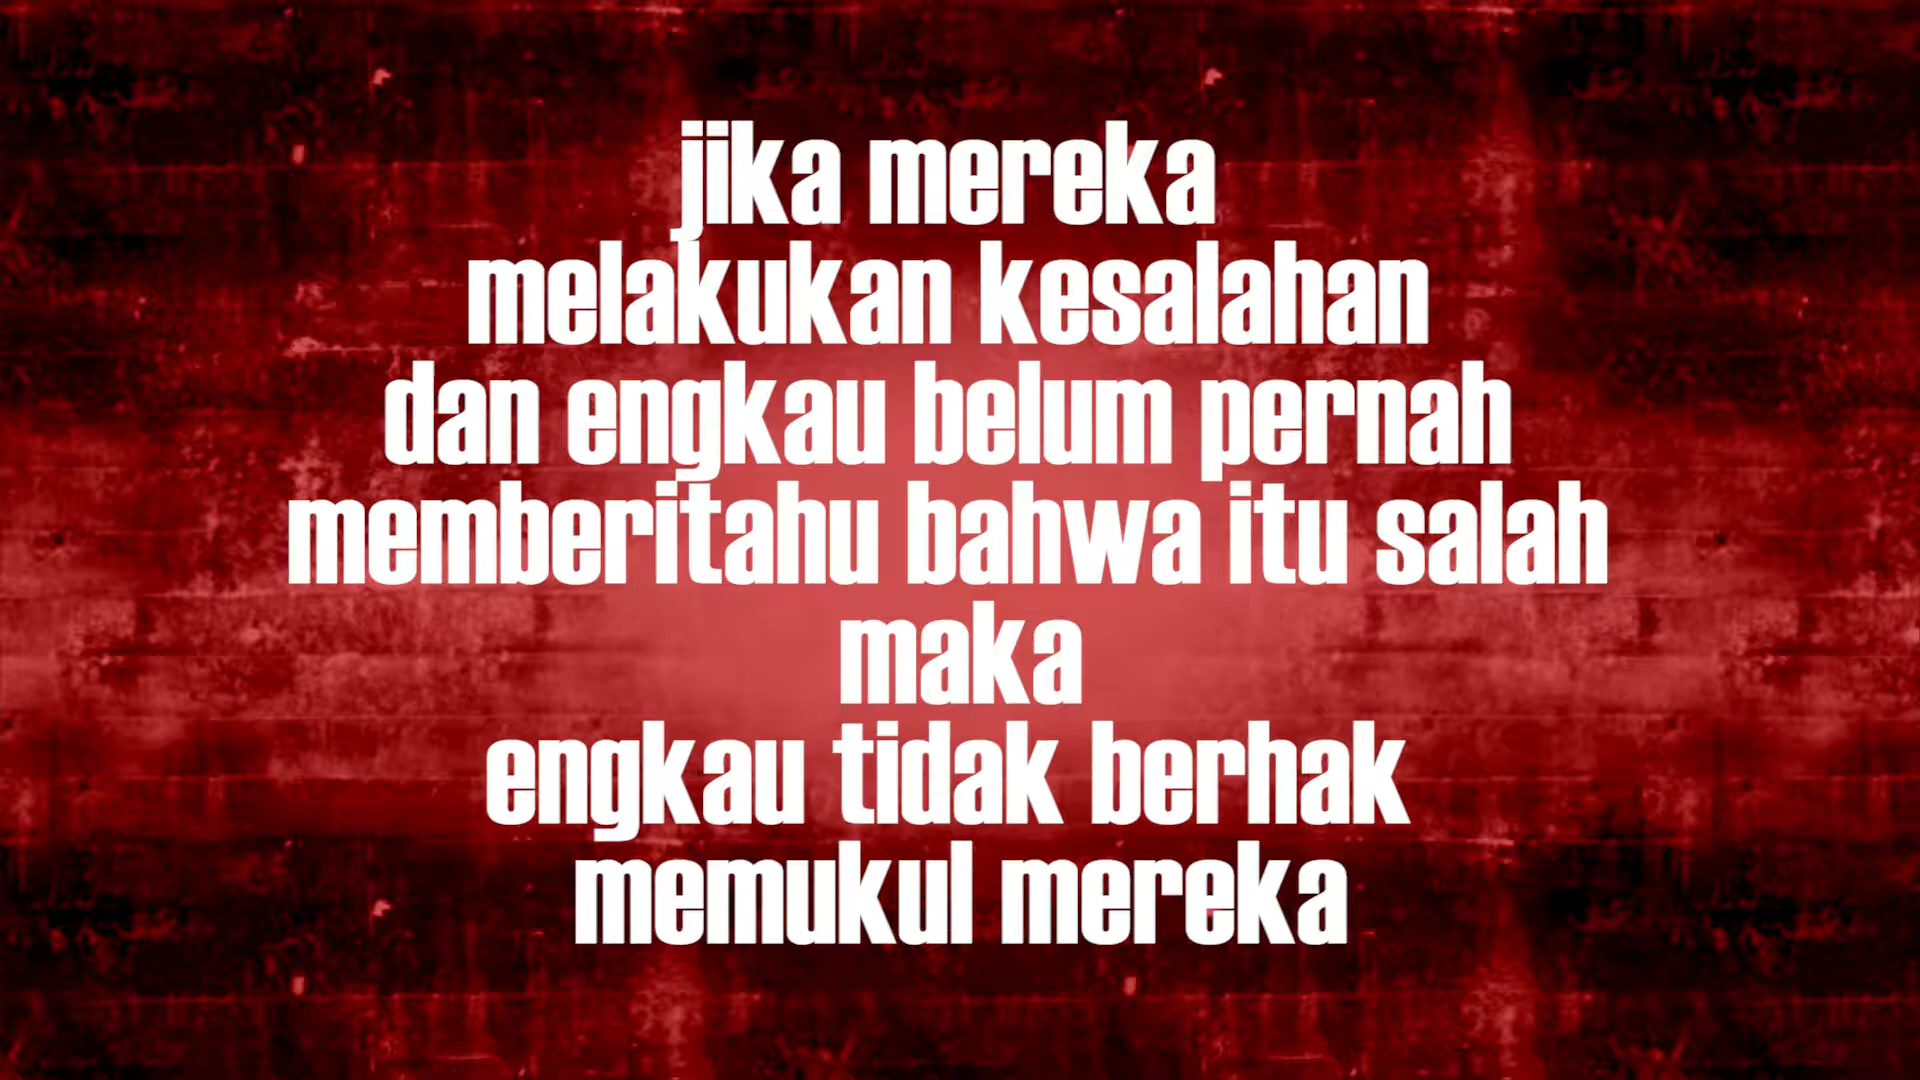 jika mereka
melakukan kesalahan
dan engkau belum pernah
memberitahu bahwa itu salah
maka
engkau tidak berhak
memukul mereka